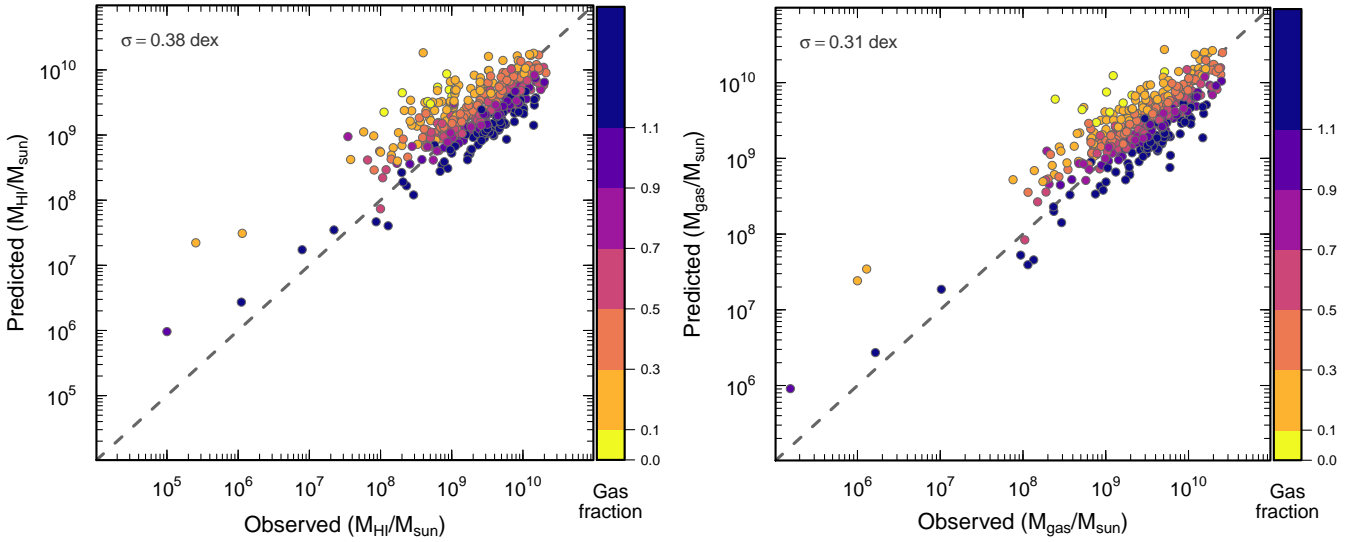 σ = 0.38 dex
Predicted (M_HI/M_sun)
10^10
10^9
10^8
10^7
10^6
10^5
10^5 10^6 10^7 10^8 10^9 10^10
Observed (M_HI/M_sun)
1.1
0.9
0.7
0.5
0.3
0.1
0.0
Gas
fraction
σ = 0.31 dex
Predicted (M_gas/M_sun)
10^10
10^9
10^8
10^7
10^6
10^6 10^7 10^8 10^9 10^10
Observed (M_gas/M_sun)
1.1
0.9
0.7
0.5
0.3
0.1
0.0
Gas
fraction